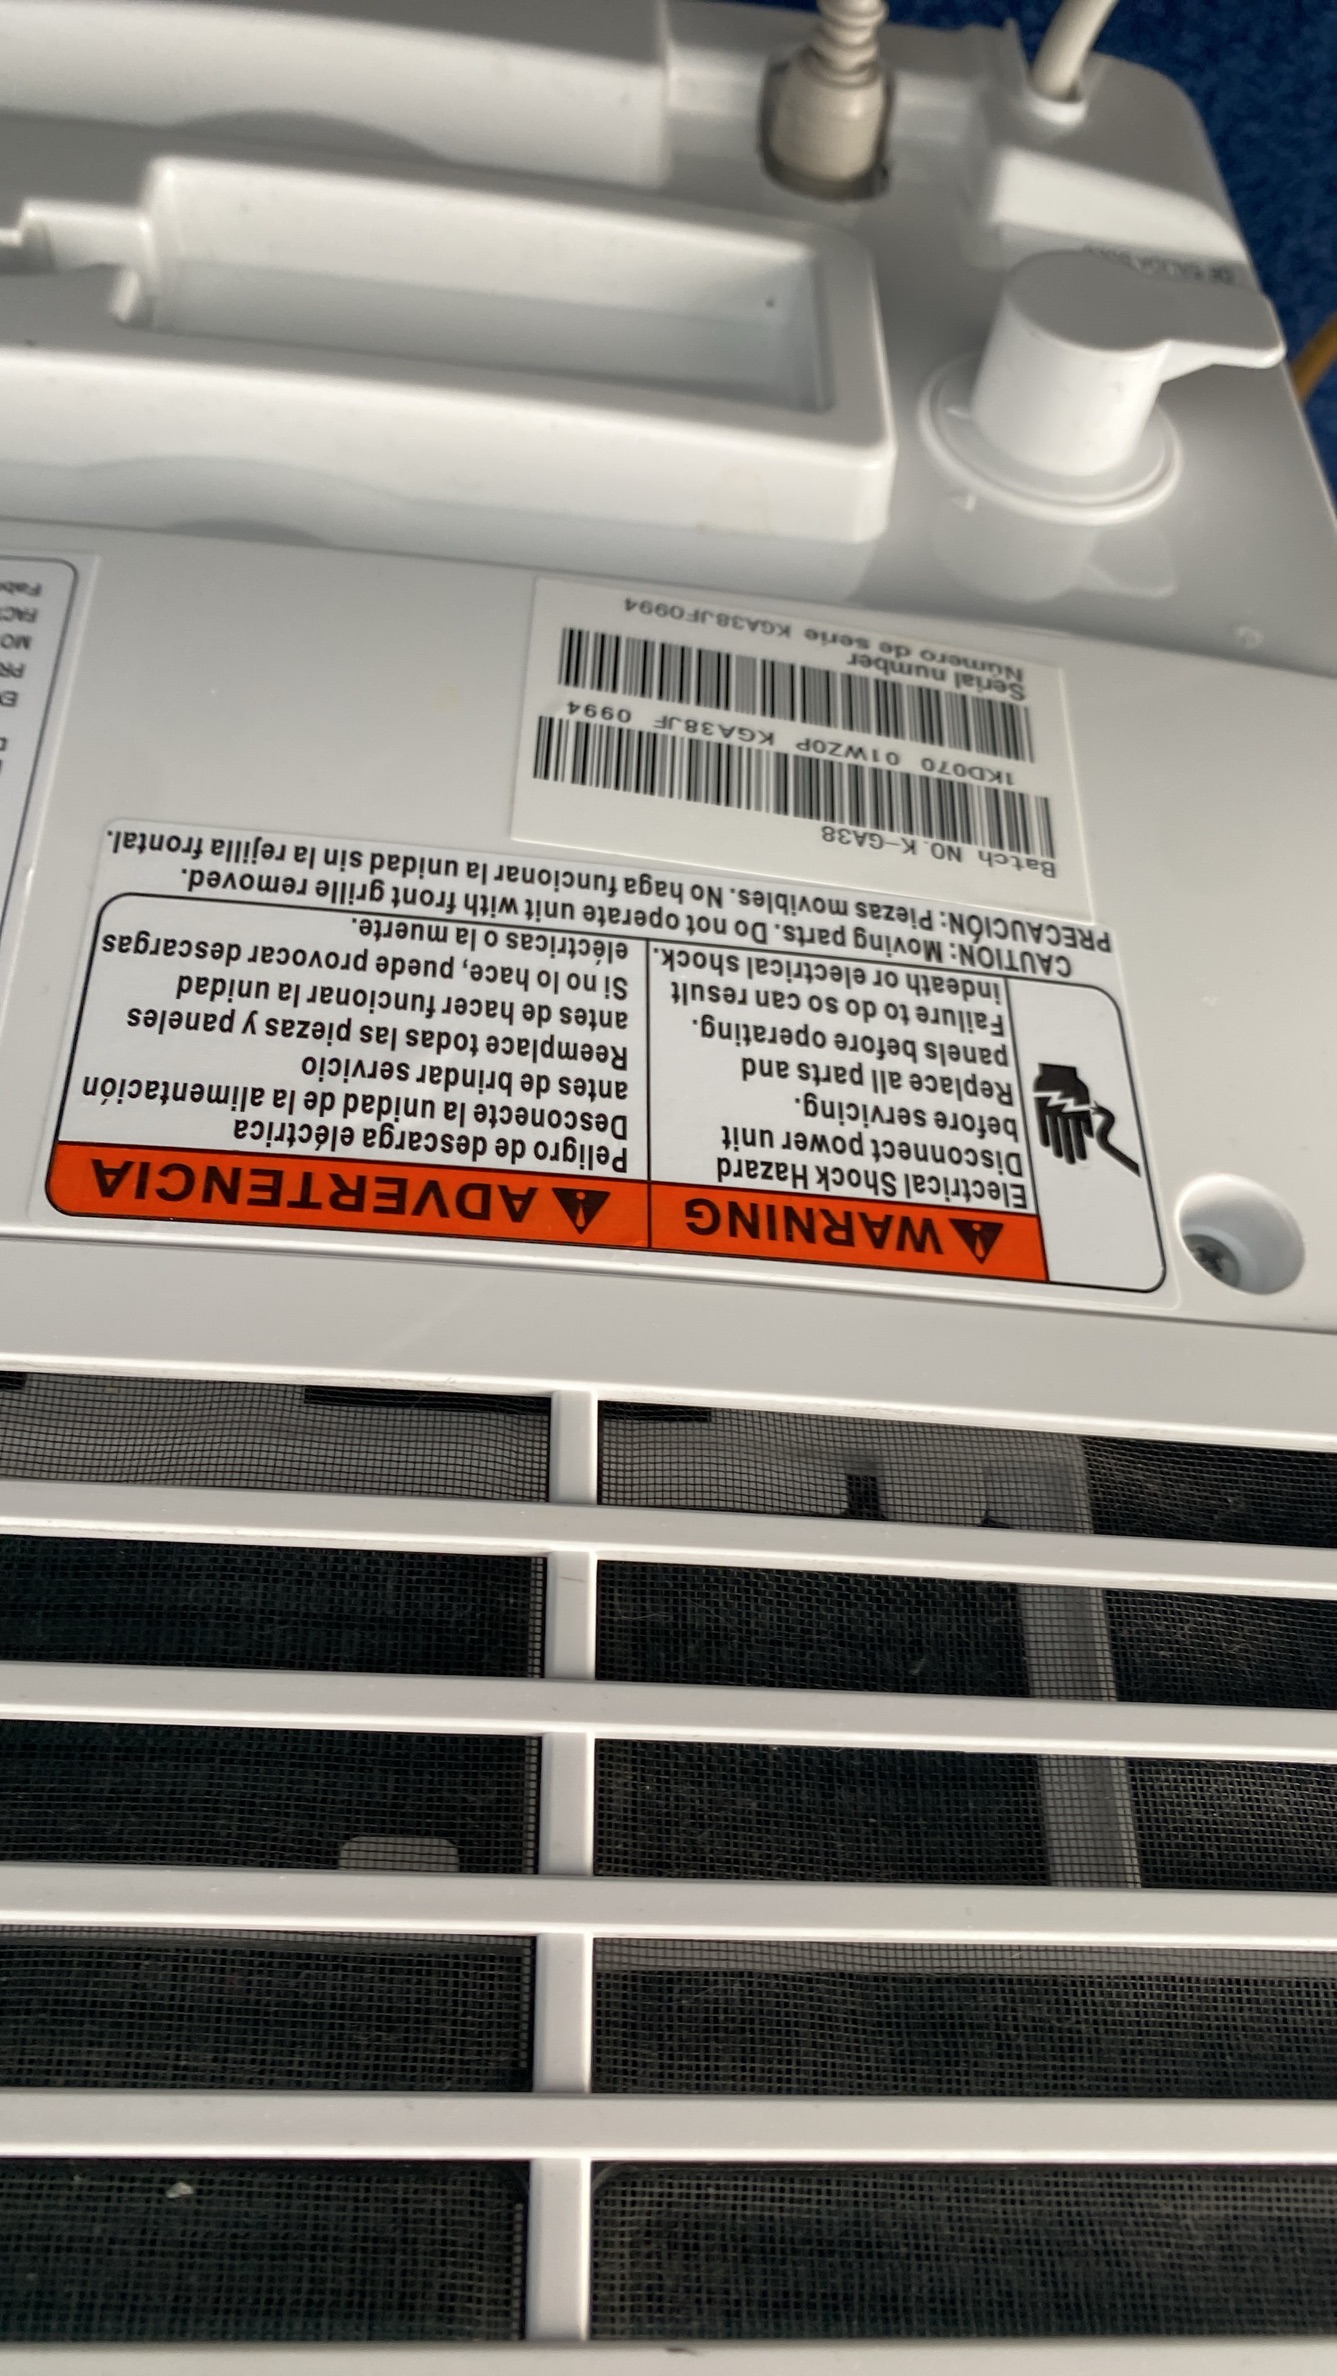 WARNING
Electrical Shock Hazard
Disconnect power unit
before servicing.
Replace all parts and
panels before operating.
Failure to do so can result
indeath or electrical shock.
ADVERTENCIA
Peligro de descarga eléctrica
Desconecte la unidad de la alimentación
antes de brindar servicio
Reemplace todas las piezas y paneles
antes de hacer funcionar la unidad
Si no lo hace, puede provocar descargas
eléctricas o la muerte.
CAUTION: Moving parts. Do not operate unit with front grille removed.
PRECAUCIÓN: Piezas movibles. No haga funcionar la unidad sin la rejilla frontal.
Batch NO.K-GA38
1KD070 01WZ0P KGA38JF 0994
Serial number
Número de serie KGA38JF0994